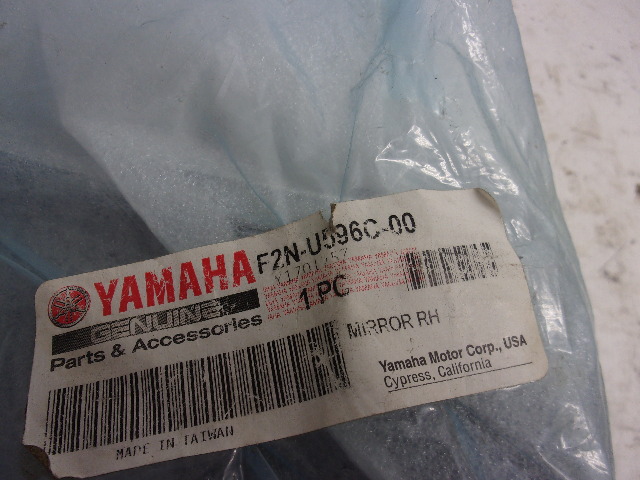 F2N-U596C-00
YAMAHA
GENUINE
Parts & Accessories
1 PC
MIRROR RH
Yamaha Motor Corp., USA
Cypress, California
MADE IN TAIWAN